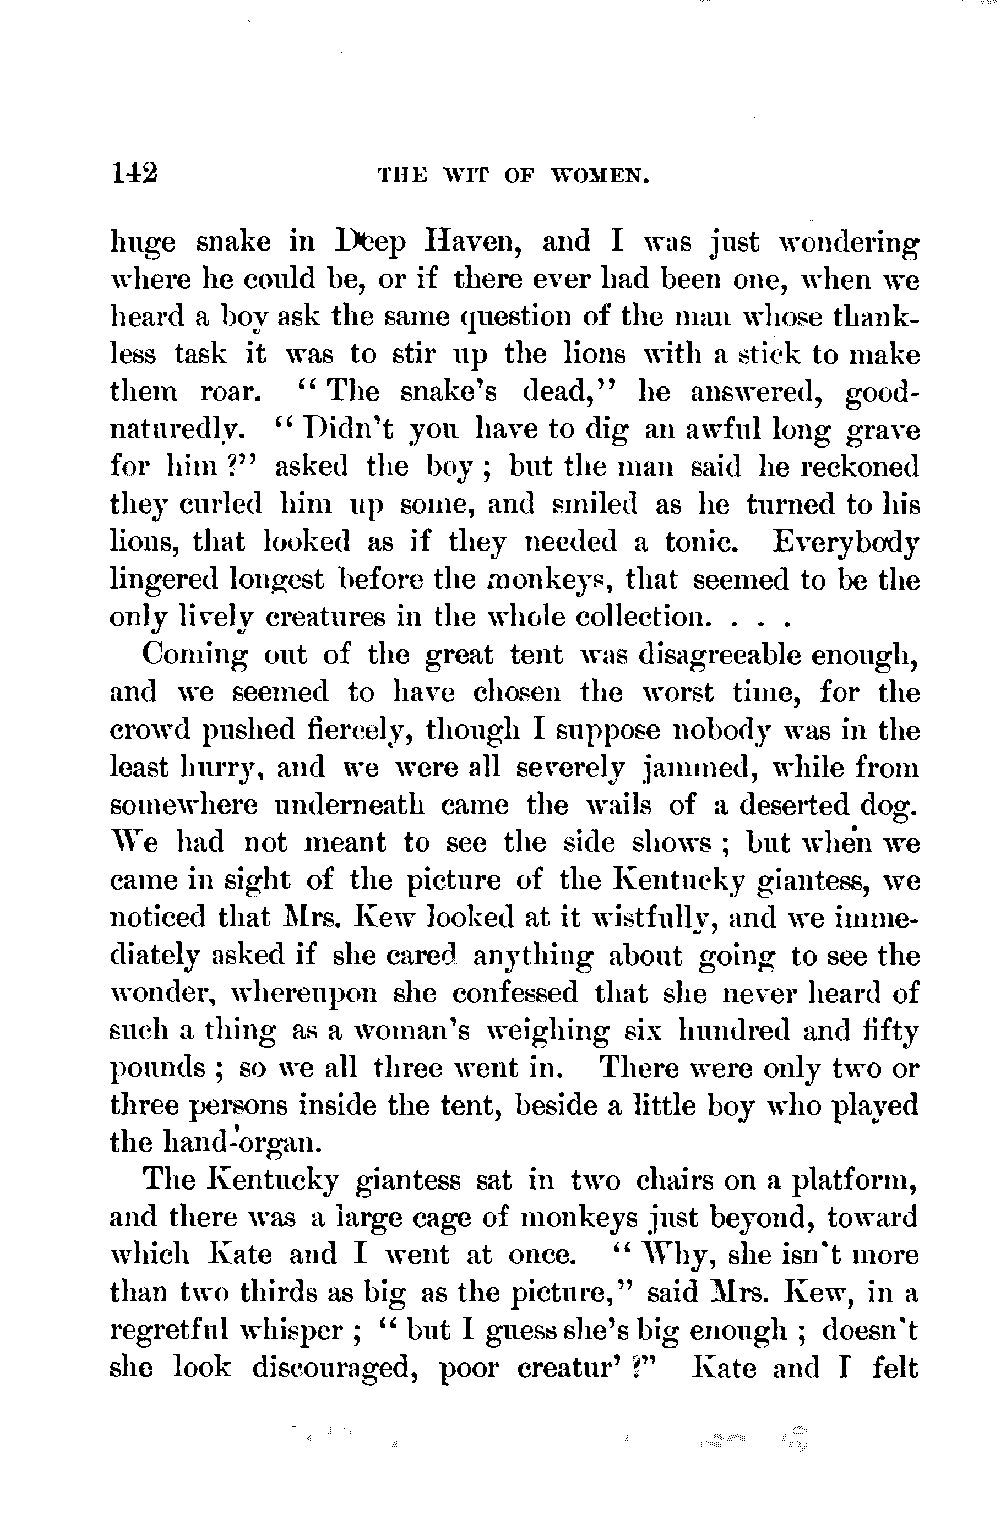 142 THE WIT OF WOMEN.
huge snake in Deep Haven, and I was just wondering
where he could be, or if there ever had been one, when we
heard a boy ask the same question of the man whose thank-
less task it was to stir up the lions with a stick to make
them roar. “ The snake's dead,” he answered, good-
naturedly. “ Didn't you have to dig an awful long grave
for him ?” asked the boy ; but the man said he reckoned
they curled him up some, and smiled as he turned to his
lions, that looked as if they needed a tonic. Everybody
lingered longest before the monkeys, that seemed to be the
only lively creatures in the whole collection. . . .
Coming out of the great tent was disagreeable enough,
and we seemed to have chosen the worst time, for the
crowd pushed fiercely, though I suppose nobody was in the
least hurry, and we were all severely jammed, while from
somewhere underneath came the wails of a deserted dog.
We had not meant to see the side shows ; but when we
came in sight of the picture of the Kentucky giantess, we
noticed that Mrs. Kew looked at it wistfully, and we imme-
diately asked if she cared anything about going to see the
wonder, whereupon she confessed that she never heard of
such a thing as a woman's weighing six hundred and fifty
pounds ; so we all three went in. There were only two or
three persons inside the tent, beside a little boy who played
the hand-organ.
The Kentucky giantess sat in two chairs on a platform,
and there was a large cage of monkeys just beyond, toward
which Kate and I went at once. “ Why, she isn't more
than two thirds as big as the picture,” said Mrs. Kew, in a
regretful whisper ; “ but I guess she's big enough ; doesn't
she look discouraged, poor creatur' ?” Kate and I felt